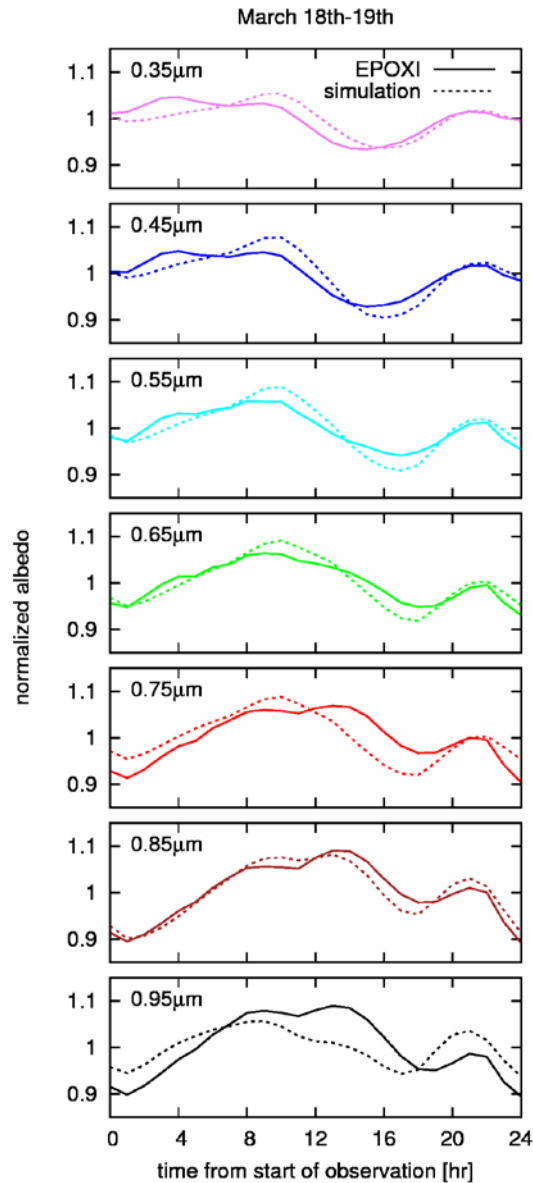 March 18th-19th
0.35μm
EPOXI
simulation
1.1
1
0.9
0.45μm
1.1
1
0.9
0.55μm
1.1
1
0.9
0.65μm
1.1
1
0.9
0.75μm
1.1
1
0.9
0.85μm
1.1
1
0.9
0.95μm
1.1
1
0.9
normalized albedo
0 4 8 12 16 20 24
time from start of observation [hr]